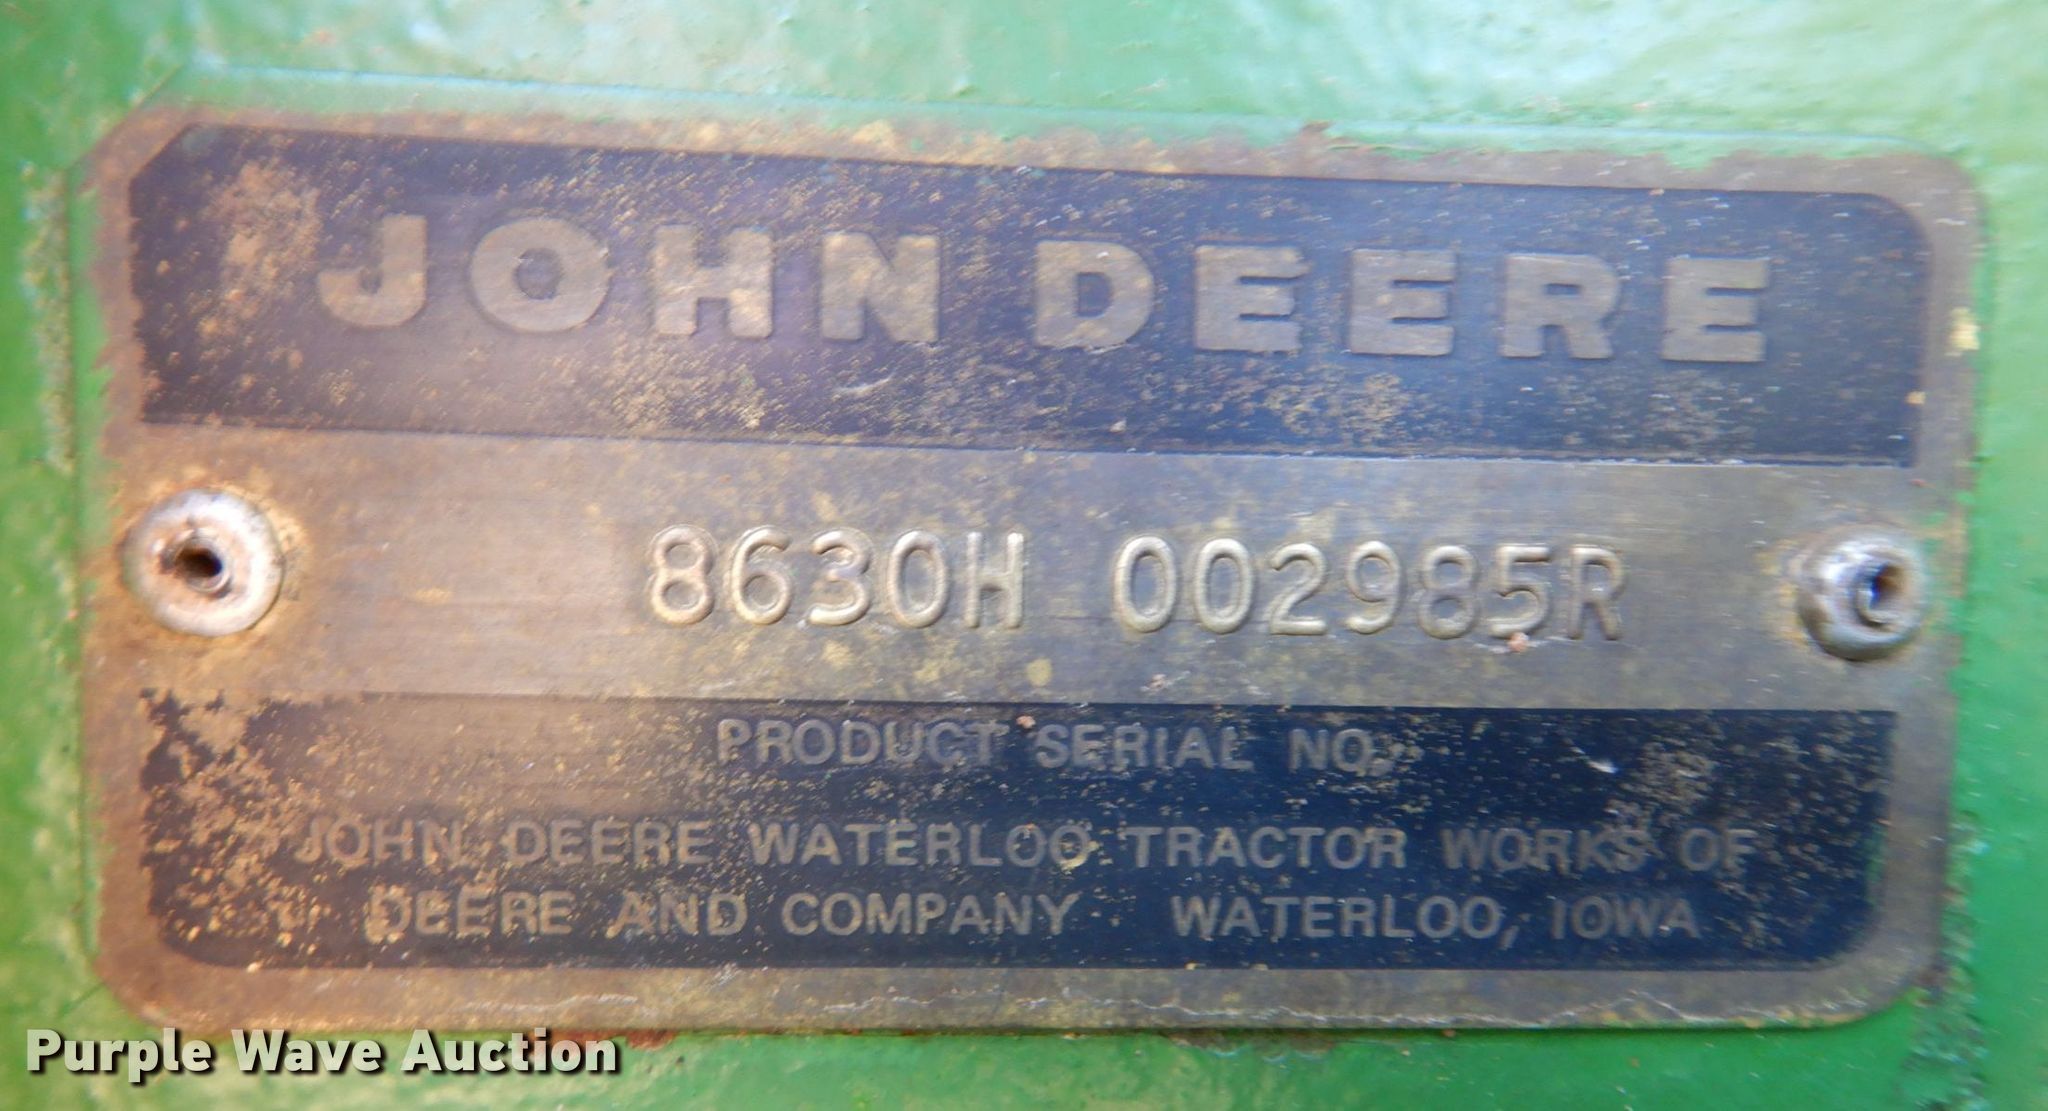 JOHN DEERE
8630H 002985R
PRODUCT SERIAL NO.
JOHN DEERE WATERLOO TRACTOR WORKS OF
DEERE AND COMPANY WATERLOO, IOWA
Purple Wave Auction